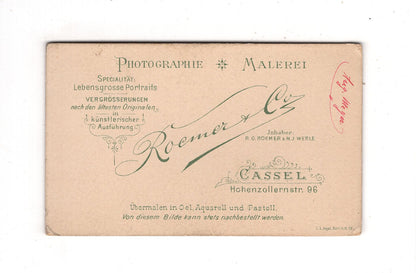 PHOTOGRAPHIE ❊ MALEREI
SPECIALITÄT:
Lebensgrosse Portraits
VERGRÖSSERUNGEN
nach den ältesten Originalen,
in
künstlerischer
Ausführung
Roemer & Co
Inhaber:
R. O. ROEMER & N. J. WERLE
CASSEL
Hohenzollernstr. 96
Übermalen in Oel, Aquarell und Pastell.
Von diesem Bilde kann stets nachbestellt werden.